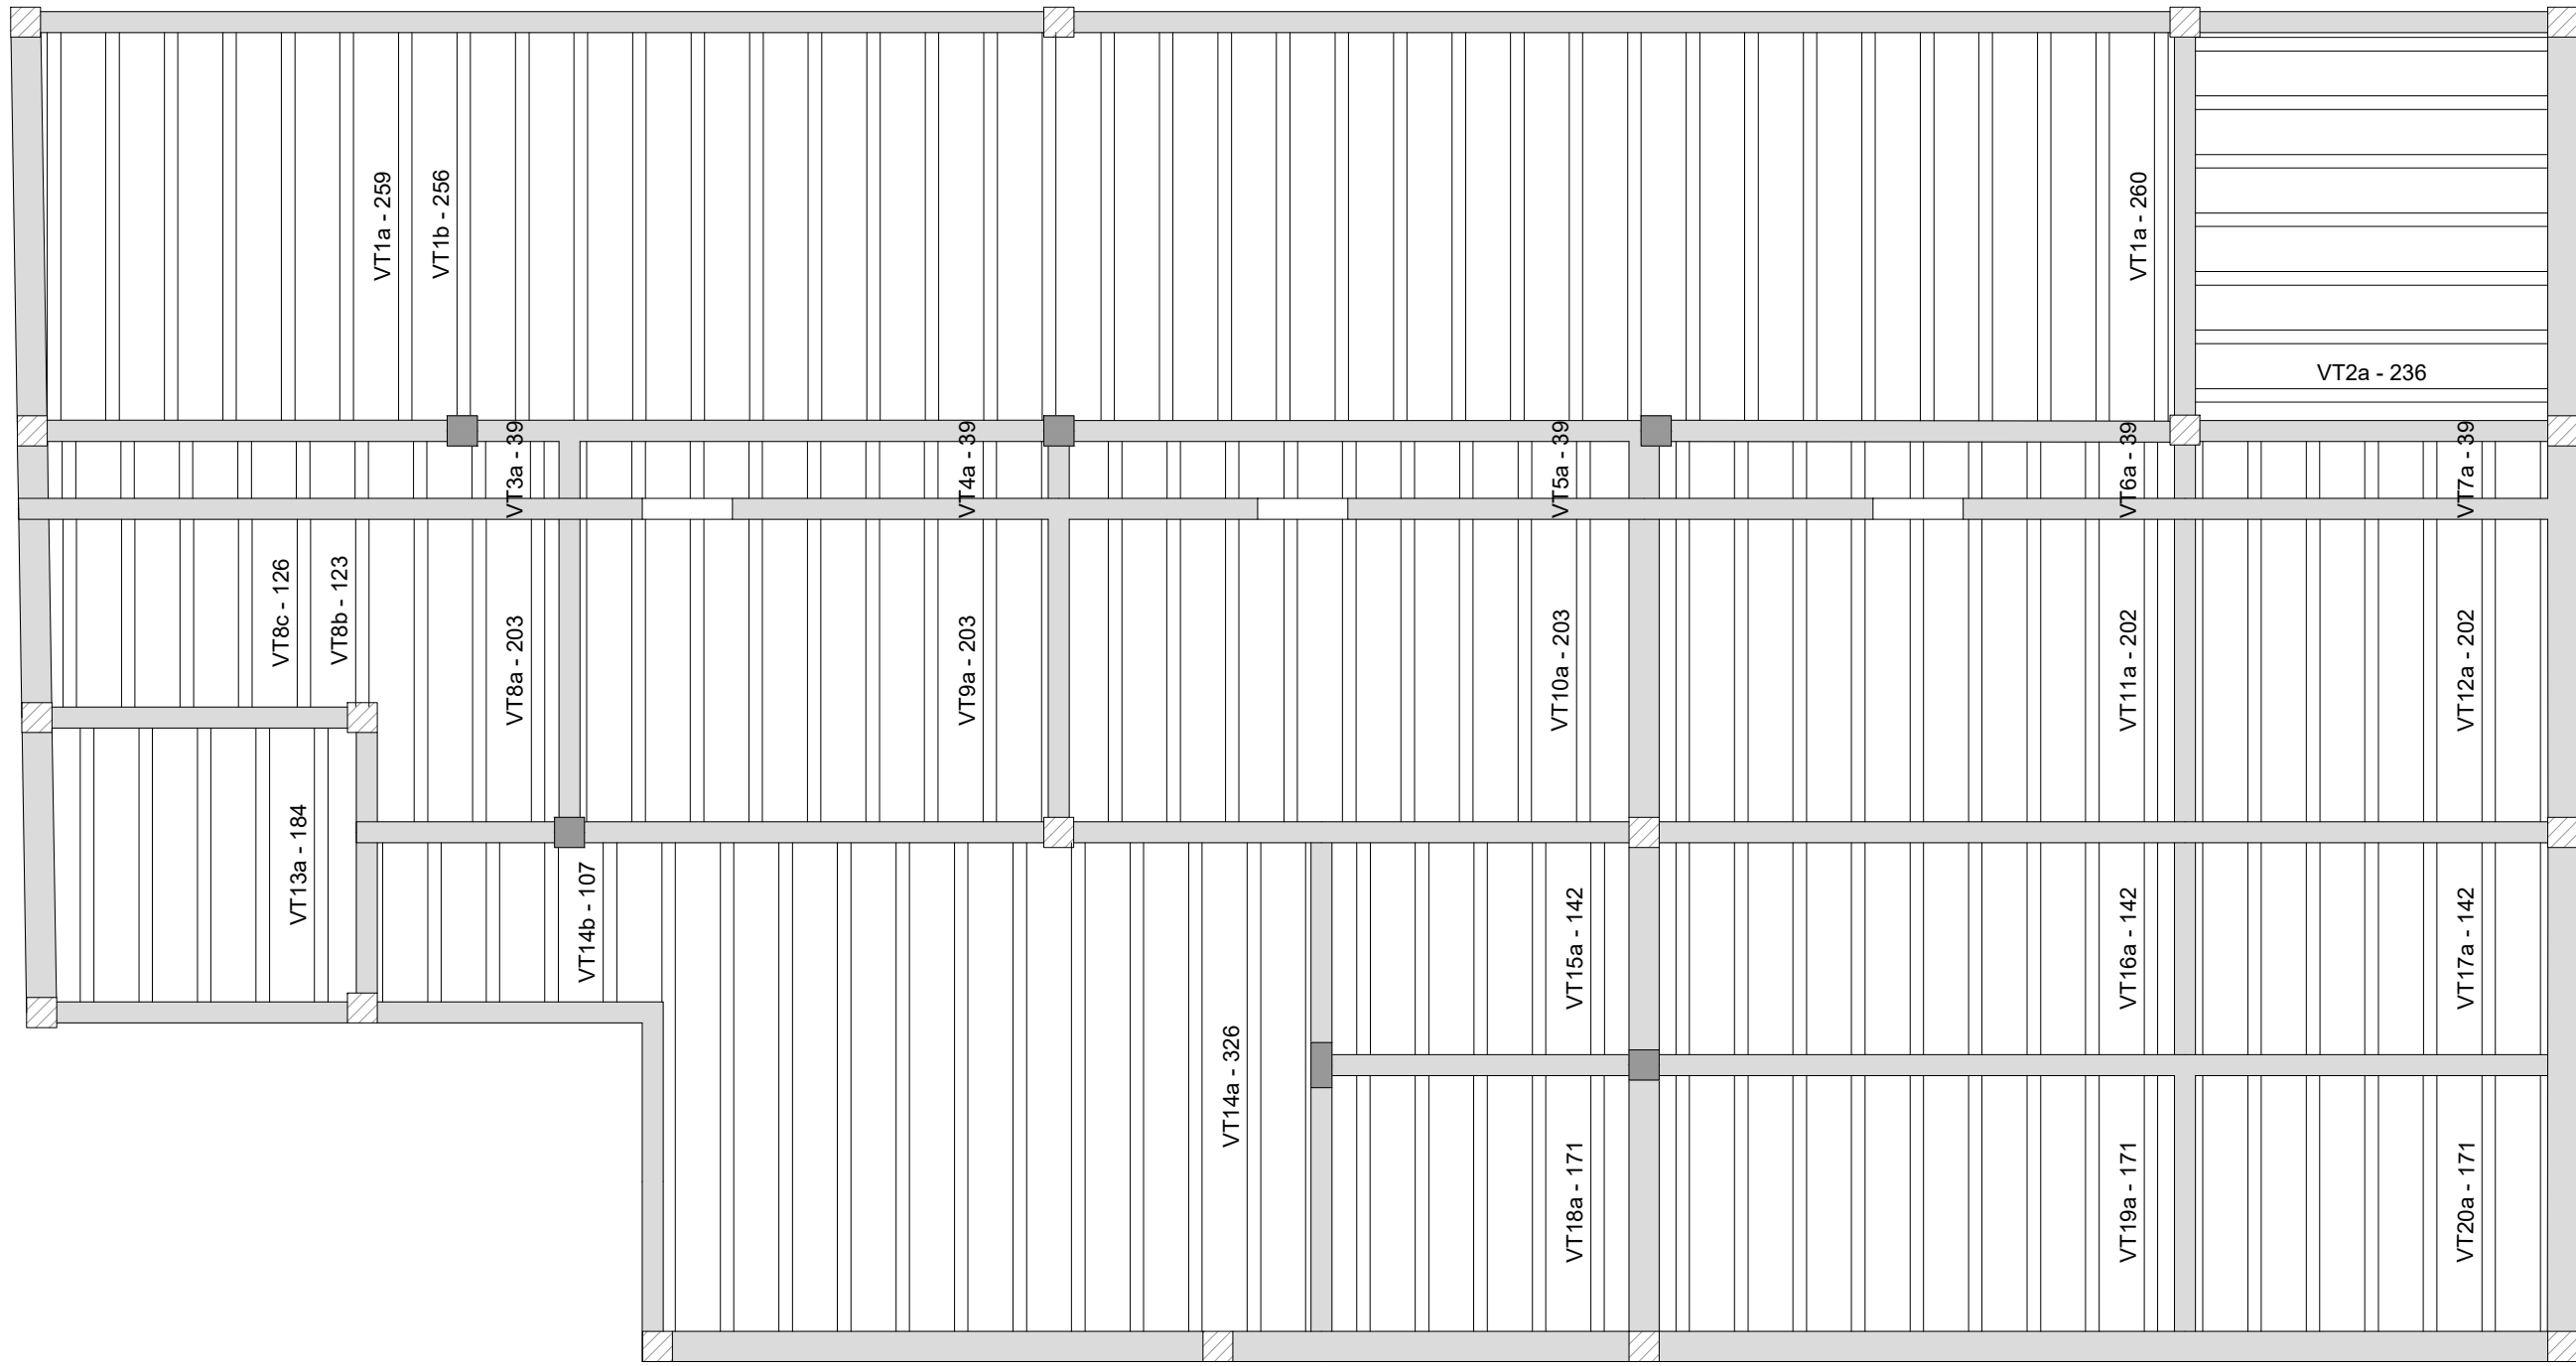 VT1a - 259
VT1b - 256
VT1a - 260
VT2a - 236
VT3a - 39
VT4a - 39
VT5a - 39
VT6a - 39
VT7a - 39
VT8c - 126
VT8b - 123
VT8a - 203
VT9a - 203
VT10a - 203
VT11a - 202
VT12a - 202
VT13a - 184
VT14b - 107
VT14a - 326
VT15a - 142
VT16a - 142
VT17a - 142
VT18a - 171
VT19a - 171
VT20a - 171